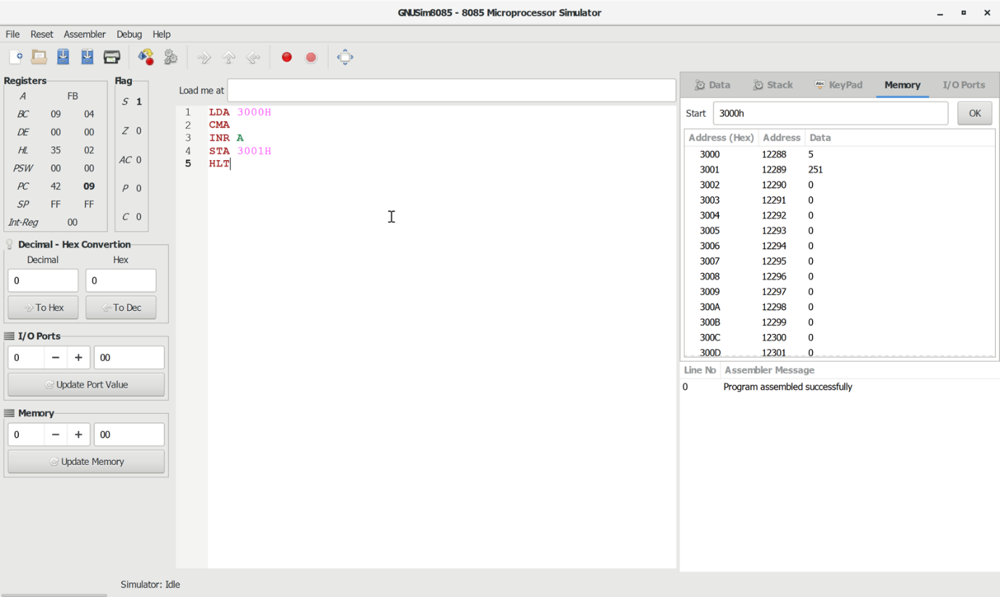 GNUSim8085 - 8085 Microprocessor Simulator
File Reset Assembler Debug Help
Registers
A FB
BC 09 04
DE 00 00
HL 35 02
PSW 00 00
PC 42 09
SP FF FF
Int-Reg 00
Flag
S 1
Z 0
AC 0
P 0
C 0
Decimal - Hex Convertion
Decimal Hex
0 0
To Hex To Dec
I/O Ports
0 − + 00
Update Port Value
Memory
0 − + 00
Update Memory
Load me at
1 LDA 3000H
2 CMA
3 INR A
4 STA 3001H
5 HLT
Data Stack Abc KeyPad Memory I/O Ports
Start 3000h OK
Address (Hex) Address Data
3000 12288 5
3001 12289 251
3002 12290 0
3003 12291 0
3004 12292 0
3005 12293 0
3006 12294 0
3007 12295 0
3008 12296 0
3009 12297 0
300A 12298 0
300B 12299 0
300C 12300 0
300D 12301 0
Line No Assembler Message
0 Program assembled successfully
Simulator: Idle